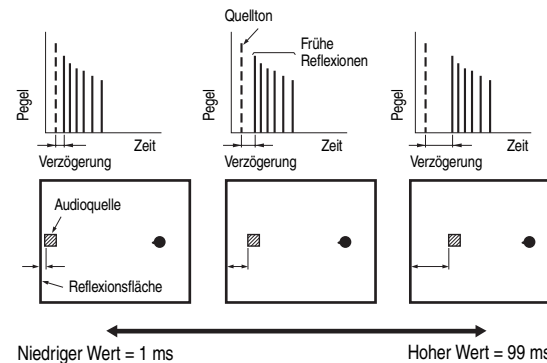 Quellton
Frühe
Reflexionen
Pegel
Pegel
Pegel
Zeit
Zeit
Zeit
Verzögerung
Verzögerung
Verzögerung
Audioquelle
Reflexionsfläche
Niedriger Wert = 1 ms
Hoher Wert = 99 ms